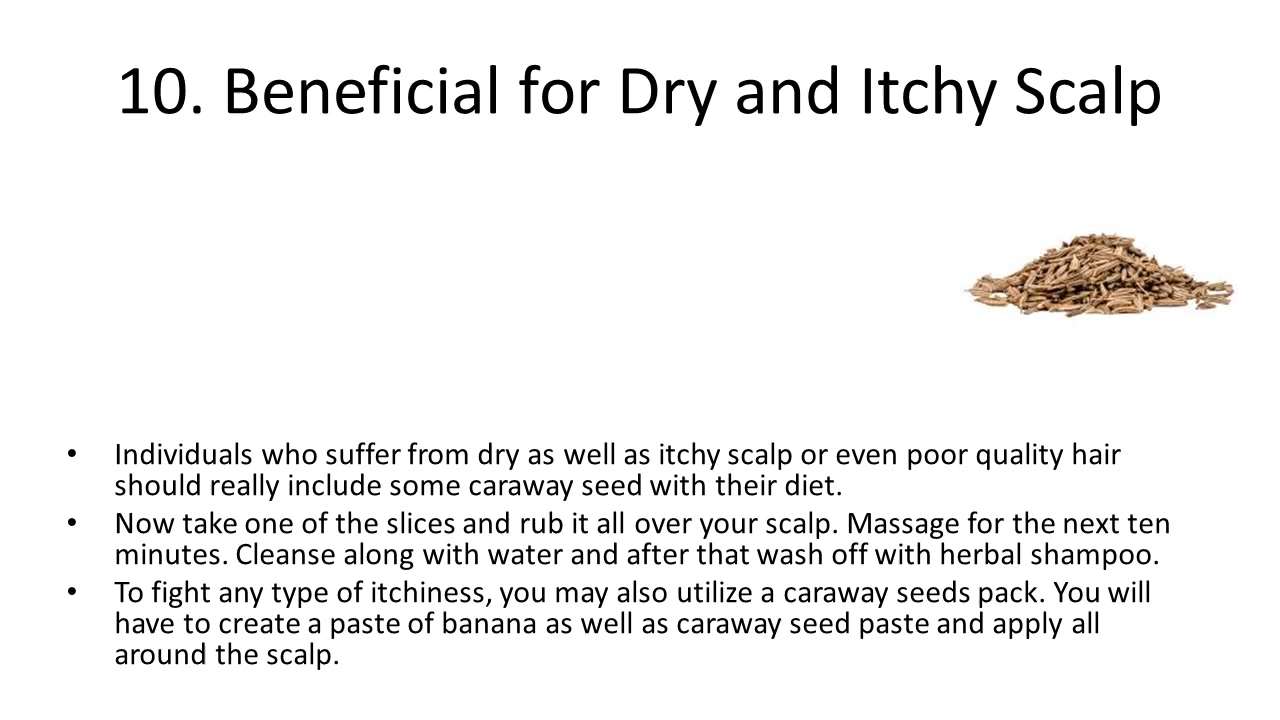 10. Beneficial for Dry and Itchy Scalp
• Individuals who suffer from dry as well as itchy scalp or even poor quality hair
should really include some caraway seed with their diet.
• Now take one of the slices and rub it all over your scalp. Massage for the next ten
minutes. Cleanse along with water and after that wash off with herbal shampoo.
• To fight any type of itchiness, you may also utilize a caraway seeds pack. You will
have to create a paste of banana as well as caraway seed paste and apply all
around the scalp.